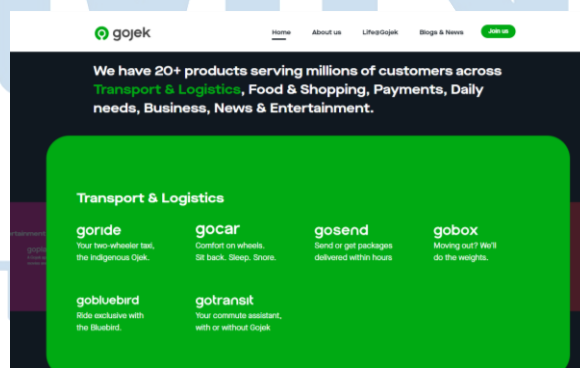 gojek
Home About us Life@Gojek Blogs & News Join us
We have 20+ products serving millions of customers across
Transport & Logistics, Food & Shopping, Payments, Daily
needs, Business, News & Entertainment.
Transport & Logistics
goride gocar gosend gobox
Your two-wheeler taxi, Comfort on wheels. Send or get packages Moving out? We'll
the indigenous Ojek. Sit back. Sleep. Snore. delivered within hours do the weights.
gobluebird gotransit
Ride exclusive with Your commute assistant,
the Bluebird. with or without Gojek